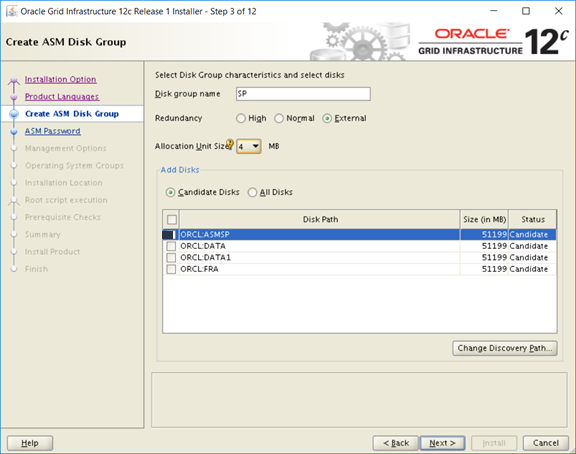 Oracle Grid Infrastructure 12c Release 1 Installer - Step 3 of 12
Create ASM Disk Group
ORACLE
GRID INFRASTRUCTURE
12c
Installation Option
Product Languages
Create ASM Disk Group
ASM Password
Management Options
Operating System Groups
Installation Location
Root script execution
Prerequisite Checks
Summary
Install Product
Finish
Select Disk Group characteristics and select disks
Disk group name SP
Redundancy High Normal External
Allocation Unit Size 4 MB
Add Disks
Candidate Disks All Disks
Disk Path Size (in MB) Status
ORCL:ASMSP 51199 Candidate
ORCL:DATA 51199 Candidate
ORCL:DATA1 51199 Candidate
ORCL:FRA 51199 Candidate
Change Discovery Path...
Help < Back Next > Install Cancel